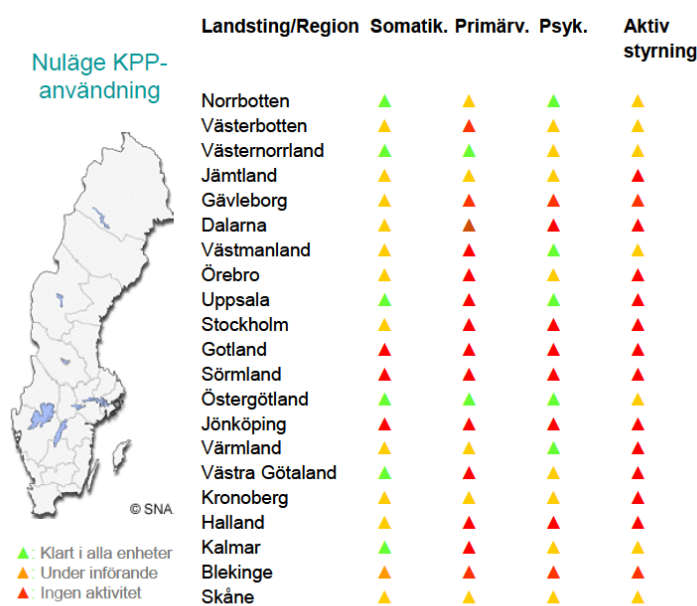 Landsting/Region Somatik. Primärv. Psyk. Aktiv
styrning
Nuläge KPP-
användning
Norrbotten
Västerbotten
Västernorrland
Jämtland
Gävleborg
Dalarna
Västmanland
Örebro
Uppsala
Stockholm
Gotland
Sörmland
Östergötland
Jönköping
Värmland
Västra Götaland
Kronoberg
Halland
Kalmar
Blekinge
Skåne
© SNA
: Klart i alla enheter
: Under införande
: Ingen aktivitet